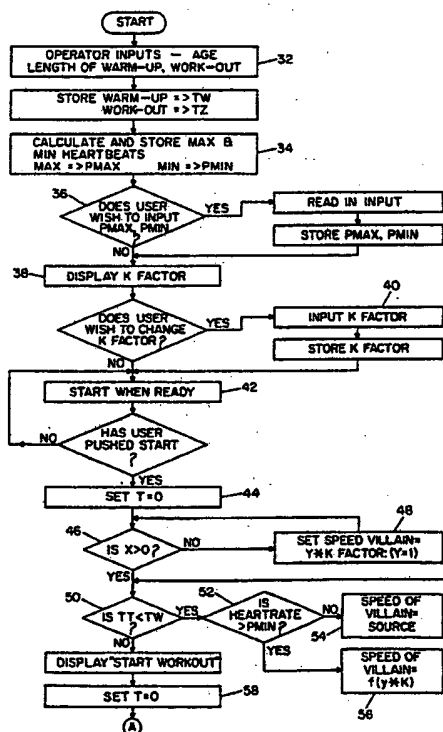 START
OPERATOR INPUTS - AGE
LENGTH OF WARM-UP, WORK-OUT
32
STORE WARM-UP => TW
WORK-OUT => TZ
CALCULATE AND STORE MAX &
MIN HEARTBEATS
MAX => PMAX MIN => PMIN
34
36
DOES USER
WISH TO INPUT
PMAX, PMIN
?
YES
READ IN INPUT
STORE PMAX, PMIN
NO
38
DISPLAY K FACTOR
DOES USER
WISH TO CHANGE
K FACTOR?
YES
40
INPUT K FACTOR
STORE K FACTOR
NO
START WHEN READY
42
NO
HAS USER
PUSHED START
?
YES
SET T=0
44
46
IS X>0?
NO
48
SET SPEED VILLAIN=
Y*K FACTOR: (Y=1)
YES
50
IS TT<TW
?
YES
52
IS
HEARTRATE
>PMIN?
NO
SPEED OF
VILLAIN=
SOURCE
54
NO
DISPLAY "START WORKOUT"
YES
SPEED OF
VILLAIN=
f(y*K)
56
SET T=0
58
A